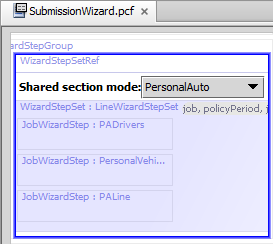 SubmissionWizard.pcf
ardStepGroup
WizardStepSetRef
Shared section mode: PersonalAuto
WizardStepSet : LineWizardStepSet job, policyPeriod, j
JobWizardStep : PADrivers
JobWizardStep : PersonalVehi...
JobWizardStep : PALine